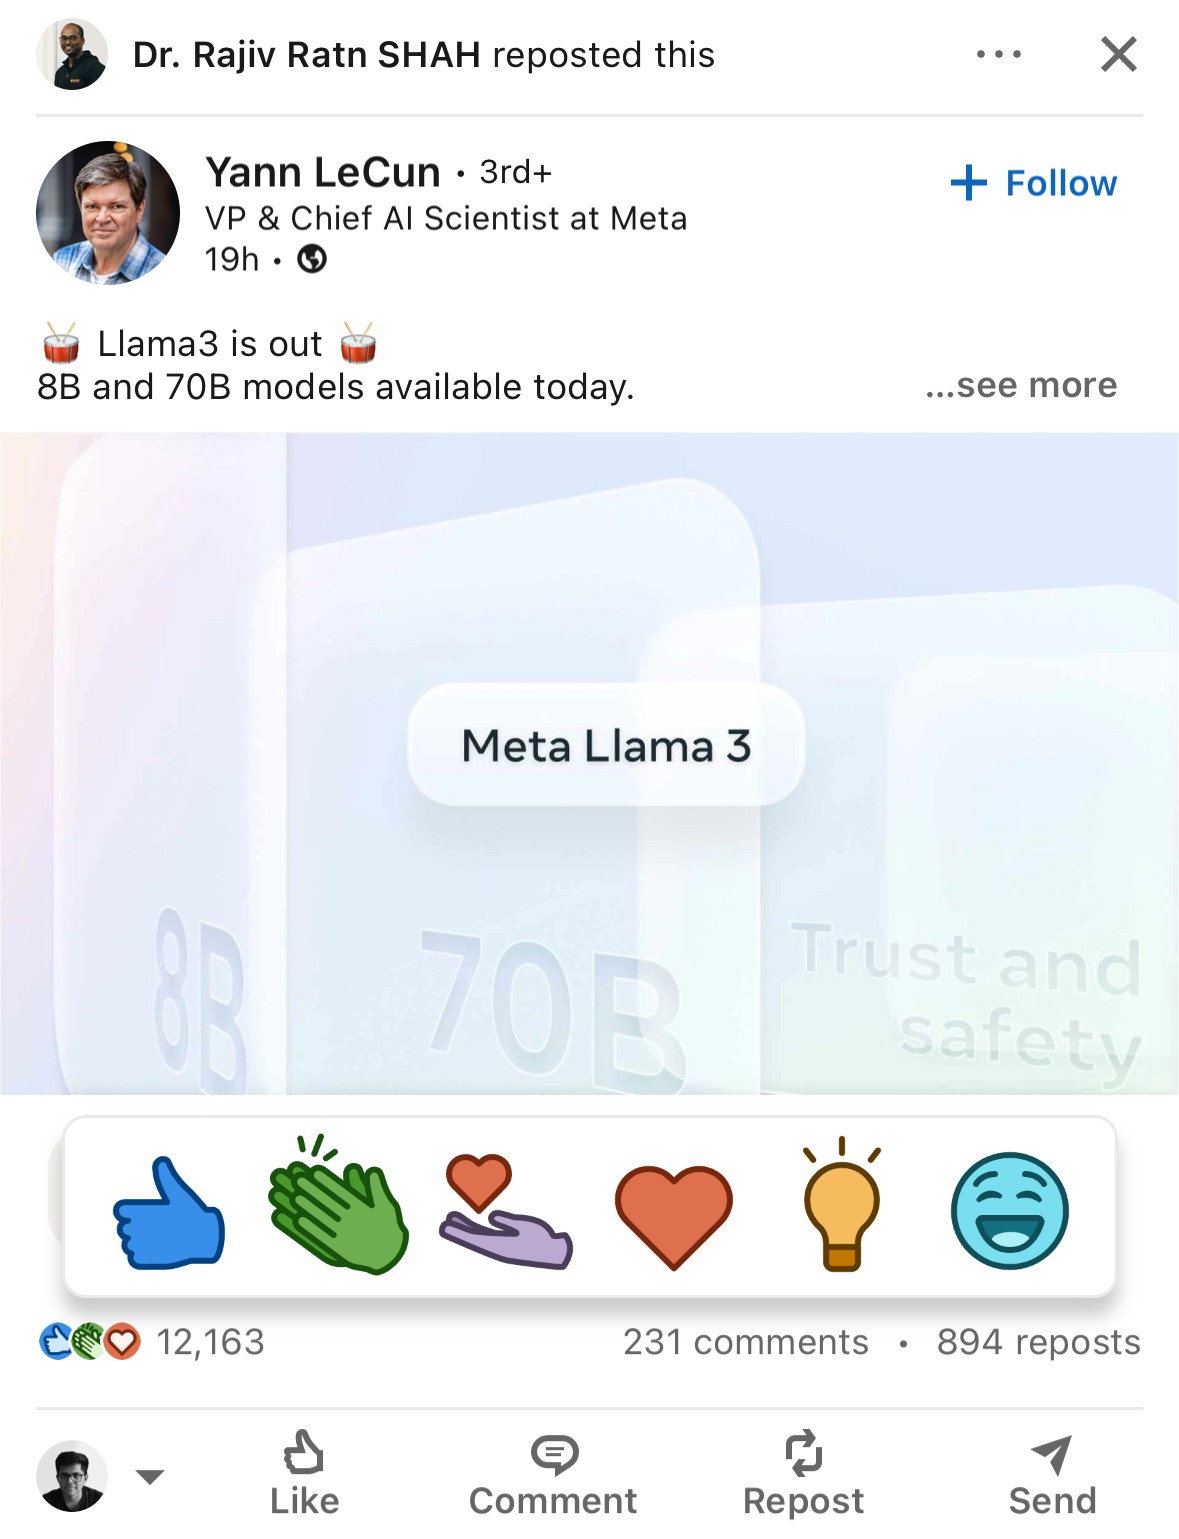 Dr. Rajiv Ratn SHAH reposted this
Yann LeCun • 3rd+
VP & Chief AI Scientist at Meta
19h •
+ Follow
🥁 Llama3 is out 🥁
8B and 70B models available today.
...see more
Meta Llama 3
8B
70B
Trust and
safety
12,163
231 comments • 894 reposts
Like
Comment
Repost
Send